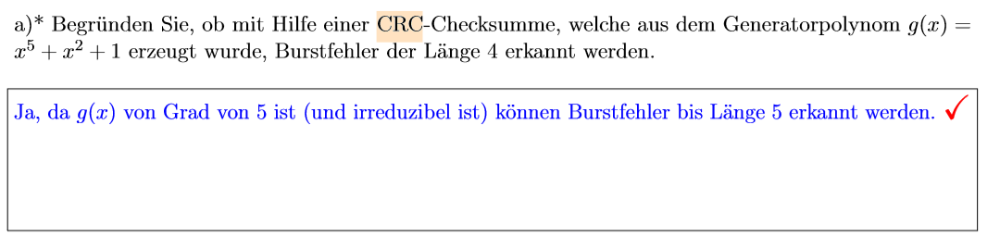 a)* Begründen Sie, ob mit Hilfe einer CRC-Checksumme, welche aus dem Generatorpolynom g(x) =
x⁵ + x² + 1 erzeugt wurde, Burstfehler der Länge 4 erkannt werden.
Ja, da g(x) von Grad von 5 ist (und irreduzibel ist) können Burstfehler bis Länge 5 erkannt werden. ✓